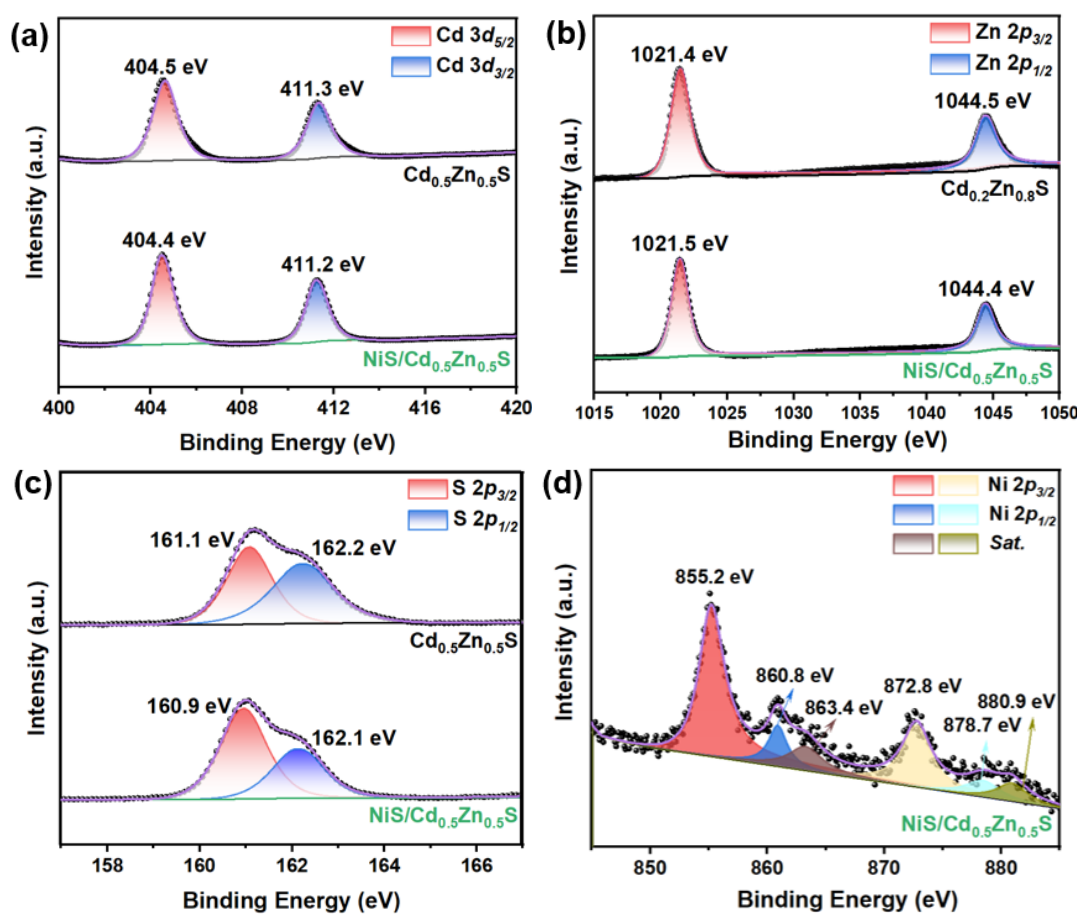 (a)
Cd 3d5/2
Cd 3d3/2
404.5 eV
411.3 eV
Cd0.5Zn0.5S
404.4 eV
411.2 eV
NiS/Cd0.5Zn0.5S
Intensity (a.u.)
400 404 408 412 416 420
Binding Energy (eV)
(b)
Zn 2p3/2
Zn 2p1/2
1021.4 eV
1044.5 eV
Cd0.2Zn0.8S
1021.5 eV
1044.4 eV
NiS/Cd0.5Zn0.5S
Intensity (a.u.)
1015 1020 1025 1030 1035 1040 1045 1050
Binding Energy (eV)
(c)
S 2p3/2
S 2p1/2
161.1 eV
162.2 eV
Cd0.5Zn0.5S
160.9 eV
162.1 eV
NiS/Cd0.5Zn0.5S
Intensity (a.u.)
158 160 162 164 166
Binding Energy (eV)
(d)
Ni 2p3/2
Ni 2p1/2
Sat.
855.2 eV
860.8 eV
863.4 eV
872.8 eV
880.9 eV
878.7 eV
NiS/Cd0.5Zn0.5S
Intensity (a.u.)
850 860 870 880
Binding Energy (eV)